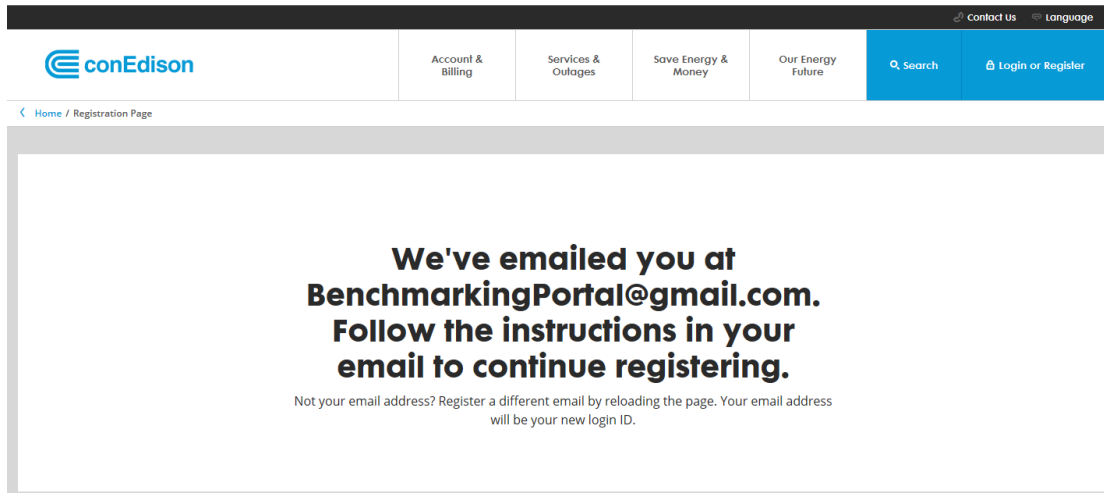 Contact Us Language
conEdison
Account & Billing
Services & Outages
Save Energy & Money
Our Energy Future
Search
Login or Register
Home / Registration Page
We've emailed you at
BenchmarkingPortal@gmail.com.
Follow the instructions in your
email to continue registering.
Not your email address? Register a different email by reloading the page. Your email address
will be your new login ID.